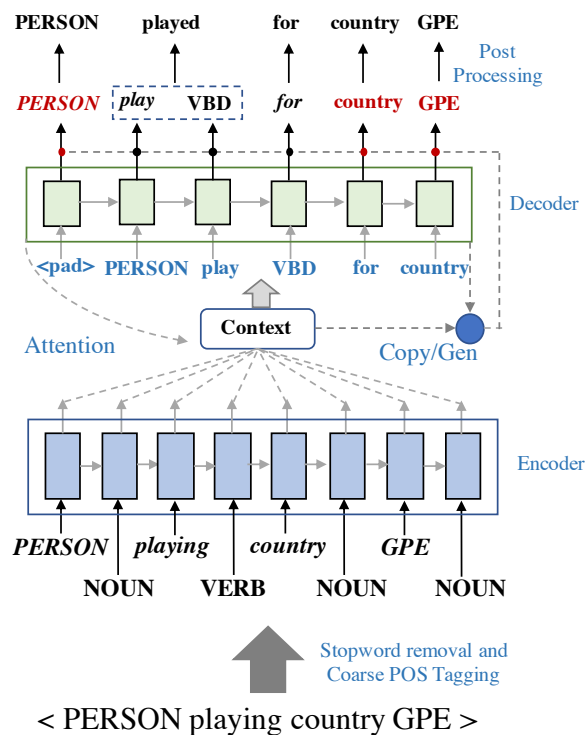 PERSON played for country GPE
Post
Processing
PERSON play VBD for country GPE
Decoder
<pad> PERSON play VBD for country
Context
Attention
Copy/Gen
Encoder
PERSON playing country GPE
NOUN VERB NOUN NOUN
Stopword removal and
Coarse POS Tagging
< PERSON playing country GPE >